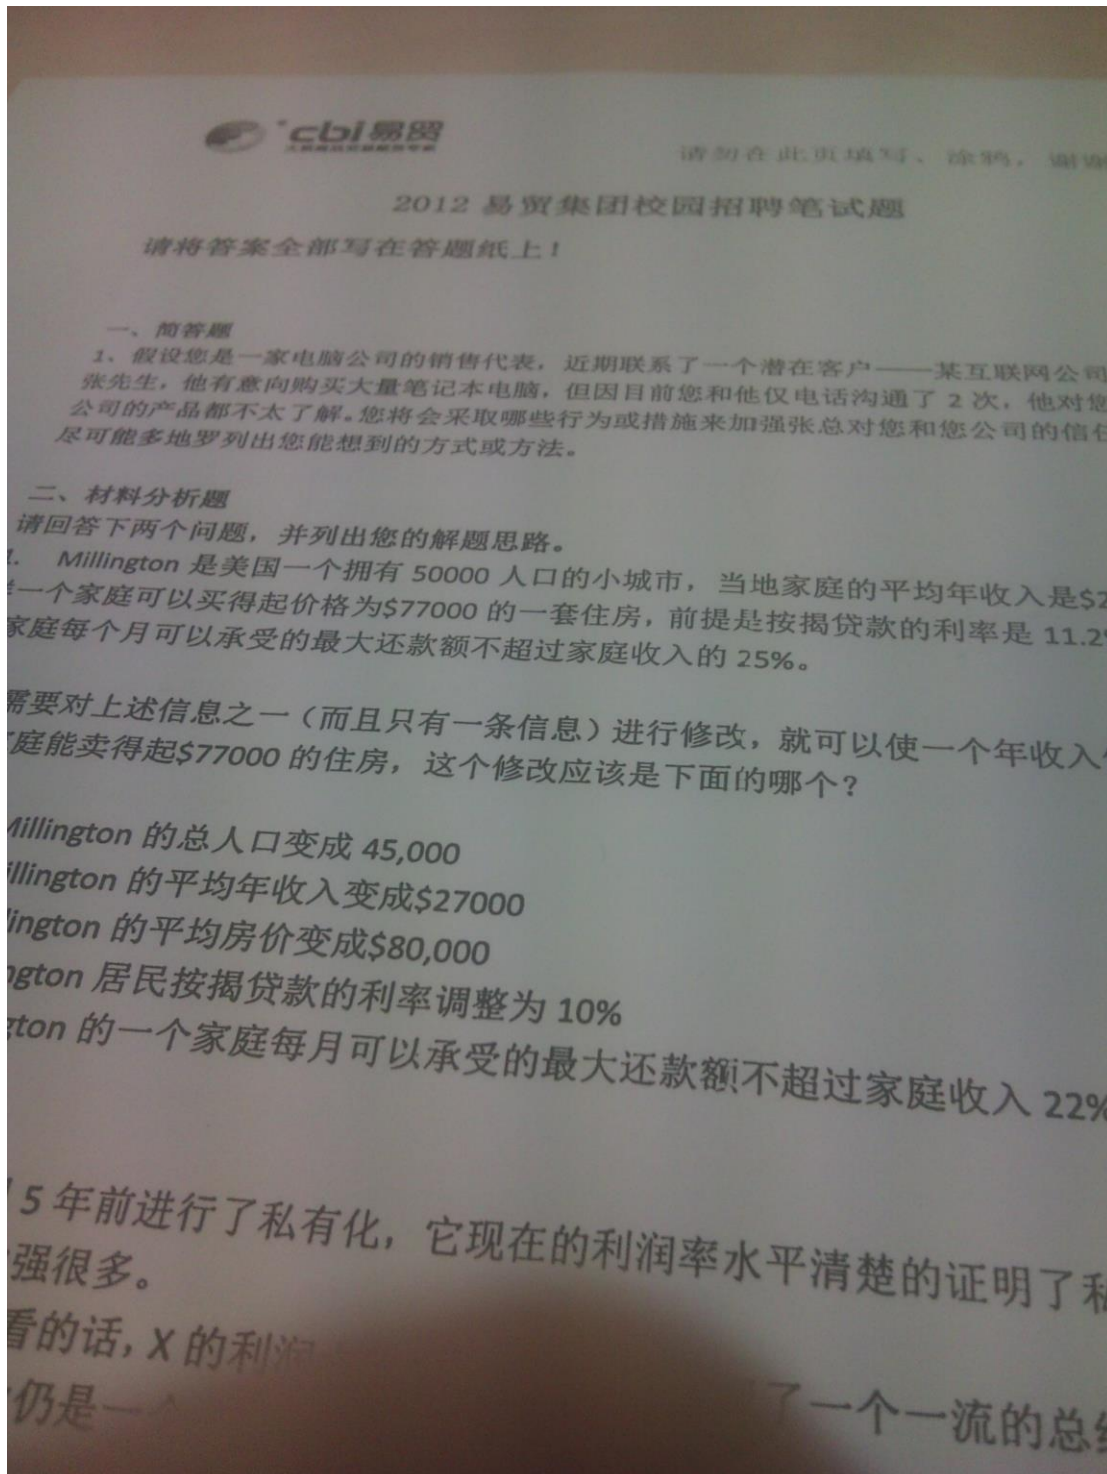 cbi 易贸
请勿在此页填写、涂鸦，谢谢
2012 易贸集团校园招聘笔试题
请将答案全部写在答题纸上！
一、简答题
1、假设您是一家电脑公司的销售代表，近期联系了一个潜在客户——某互联网公司
张先生，他有意向购买大量笔记本电脑，但因目前您和他仅电话沟通了 2 次，他对您
公司的产品都不太了解。您将会采取哪些行为或措施来加强张总对您和您公司的信任
尽可能多地罗列出您能想到的方式或方法。
二、材料分析题
请回答下两个问题，并列出您的解题思路。
1. Millington 是美国一个拥有 50000 人口的小城市，当地家庭的平均年收入是$2
一个家庭可以买得起价格为$77000 的一套住房，前提是按揭贷款的利率是 11.2%
家庭每个月可以承受的最大还款额不超过家庭收入的 25%。
需要对上述信息之一（而且只有一条信息）进行修改，就可以使一个年收入
庭能卖得起$77000 的住房，这个修改应该是下面的哪个？
Millington 的总人口变成 45,000
illington 的平均年收入变成$27000
lington 的平均房价变成$80,000
ngton 居民按揭贷款的利率调整为 10%
gton 的一个家庭每月可以承受的最大还款额不超过家庭收入 22%
5 年前进行了私有化，它现在的利润率水平清楚的证明了私
强很多。
看的话，X 的利润
仍是一个 了一个一流的总